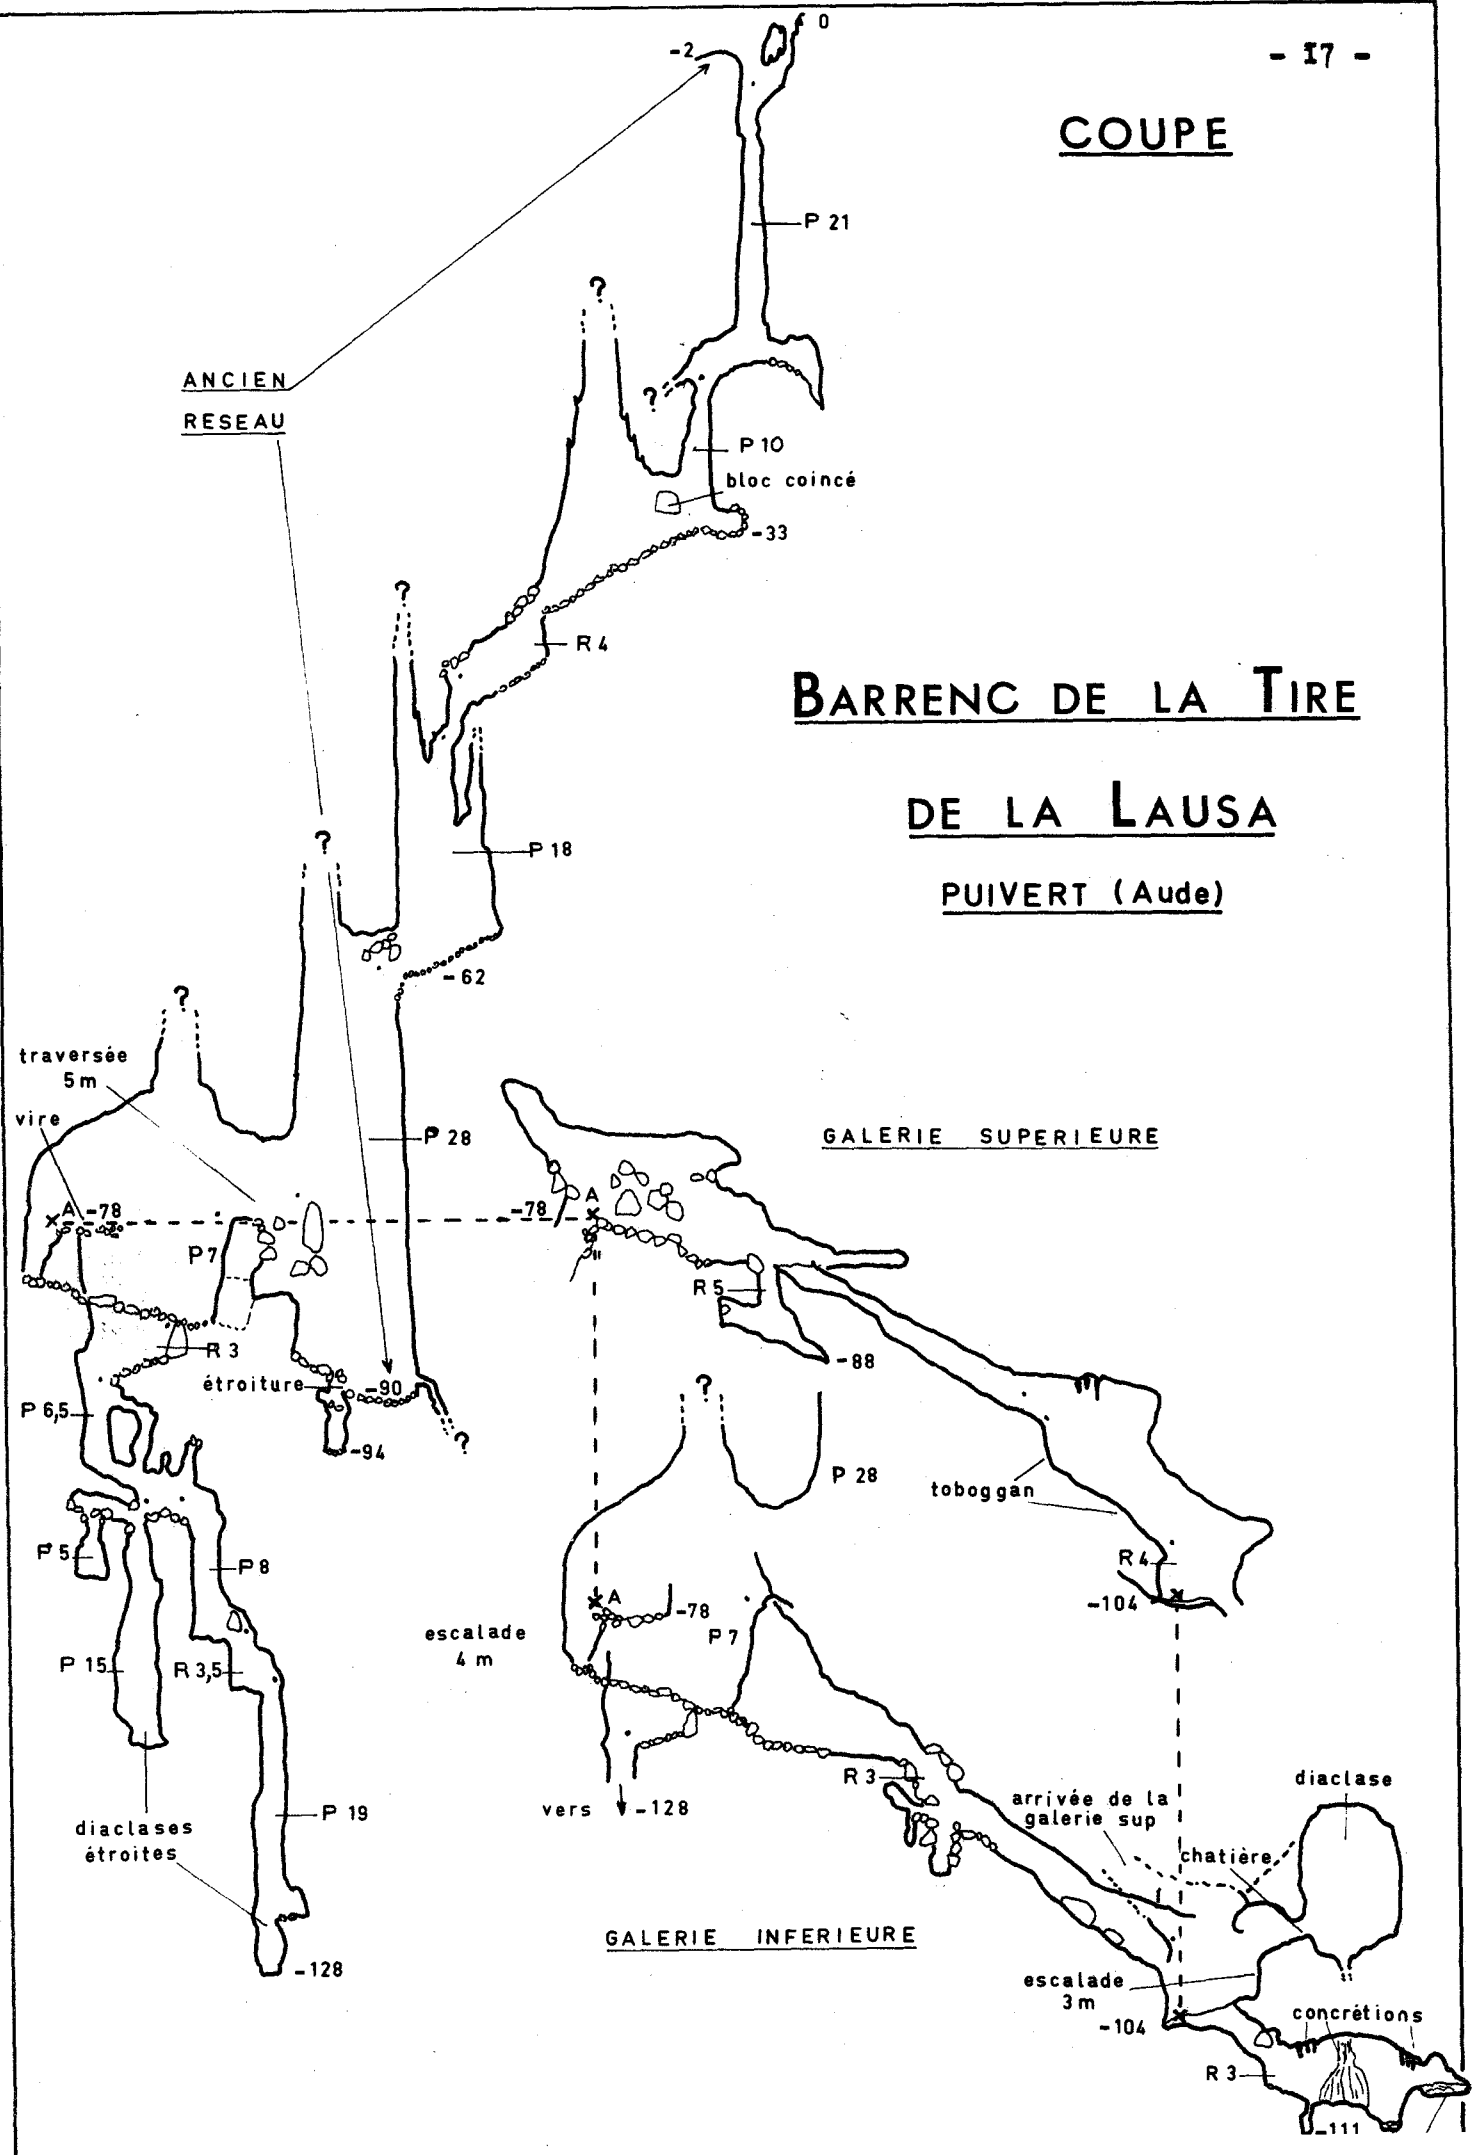 O
-2
- I7 -
COUPE
P 21
?
ANCIEN
RESEAU
?
P 10
bloc coincé
-33
?
R 4
BARRENC DE LA TIRE
DE LA LAUSA
PUIVERT (Aude)
?
P 18
-62
?
traversée
5 m
vire
P 28
GALERIE SUPERIEURE
A -78
-78
A
P 7
R 5
R 3
-88
étroiture
-90
?
P 6,5
?
-94
P 28
toboggan
P 5
P 8
R 4
-104
A
-78
escalade
4 m
P 7
P 15
R 3,5
R 3
diaclase
arrivée de la
galerie sup
vers -128
P 19
diaclases
étroites
chatière
GALERIE INFERIEURE
-128
escalade
3 m
concrétions
-104
R 3
-111